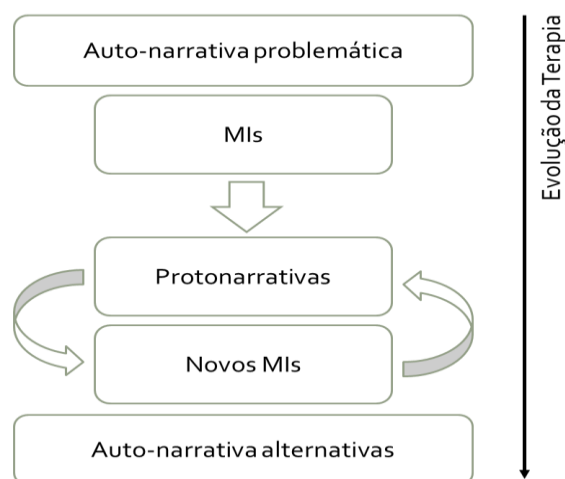 Auto-narrativa problemática
MIs
Protonarrativas
Novos MIs
Auto-narrativa alternativas
Evolução da Terapia